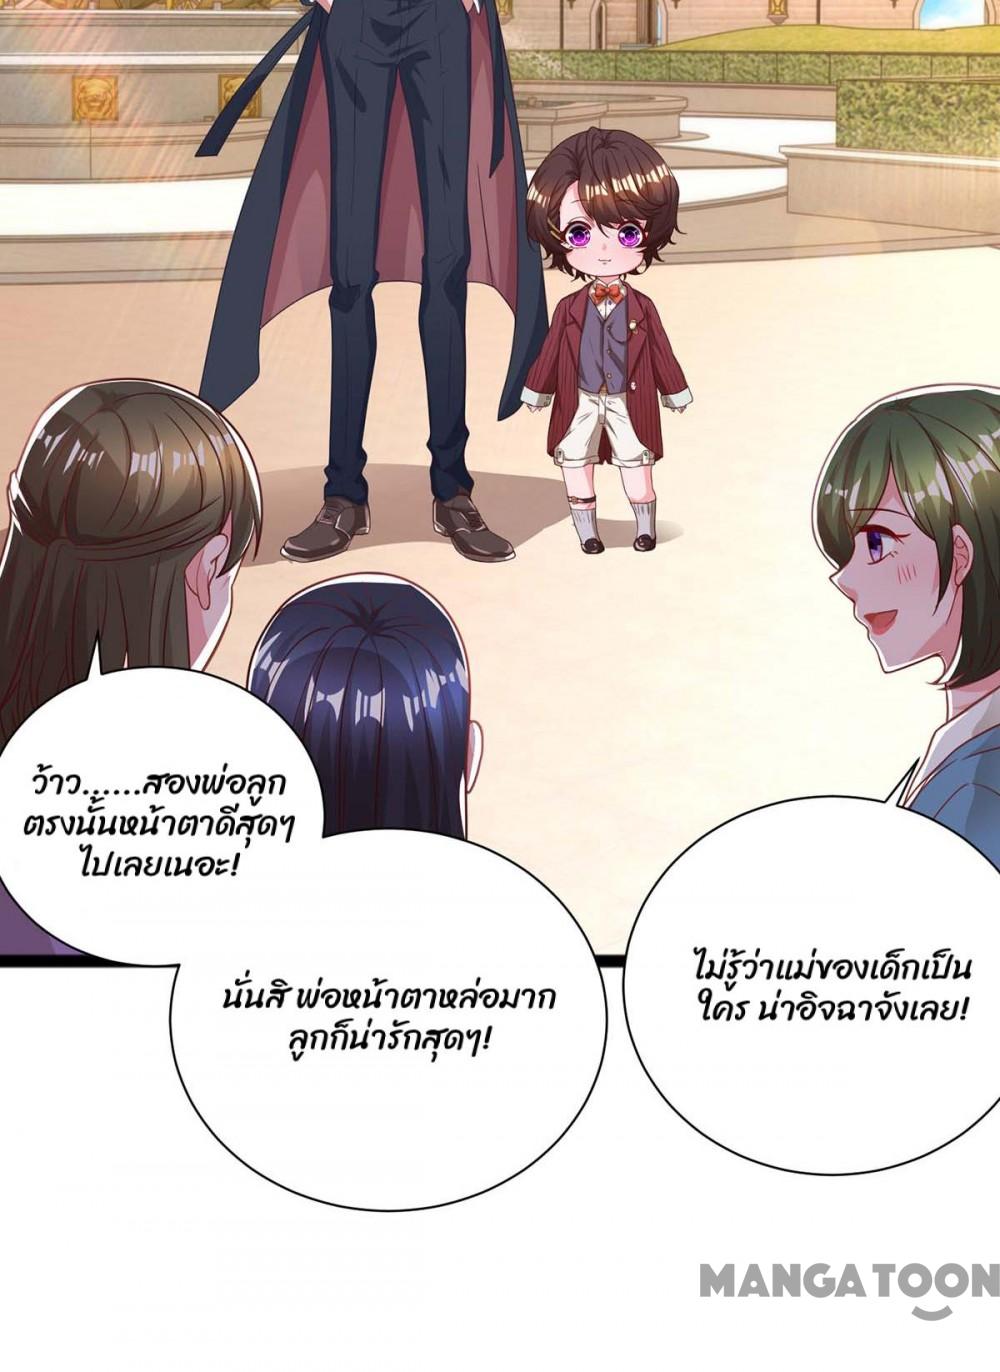 ว้าว......สองพ่อลูก
ตรงนั้นหน้าตาดีสุดๆ
ไปเลยเนอะ!
นั่นสิ พ่อหน้าตาหล่อมาก
ลูกก็น่ารักสุดๆ!
ไม่รู้ว่าแม่ของเด็กเป็น
ใคร น่าอิจฉาจังเลย!
MANGA TOON